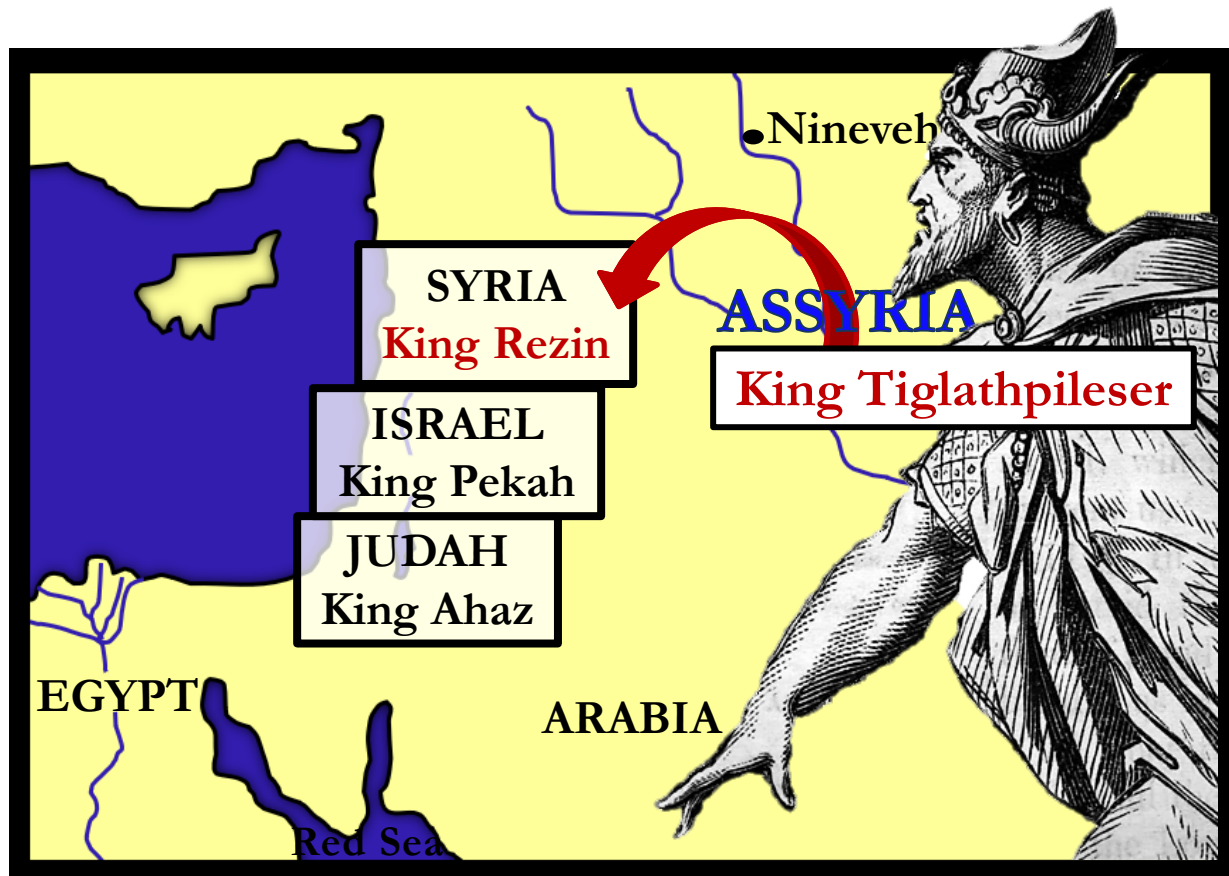 Nineveh
SYRIA
King Rezin
ASSYRIA
King Tiglathpileser
ISRAEL
King Pekah
JUDAH
King Ahaz
EGYPT
ARABIA
Red Sea